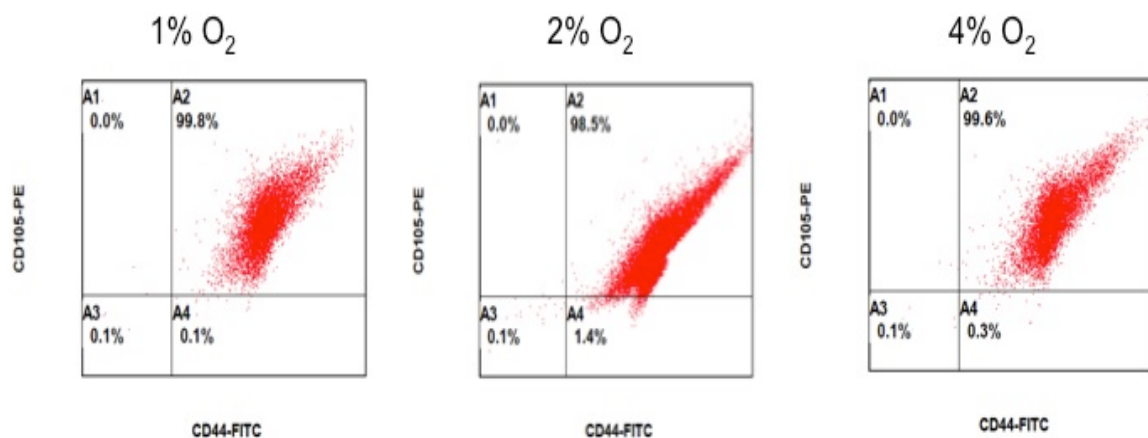 1% O₂
CD105-PE
A1
0.0%
A2
99.8%
A3
0.1%
A4
0.1%
CD44-FITC
2% O₂
CD105-PE
A1
0.0%
A2
98.5%
A3
0.1%
A4
1.4%
CD44-FITC
4% O₂
CD105-PE
A1
0.0%
A2
99.6%
A3
0.1%
A4
0.3%
CD44-FITC